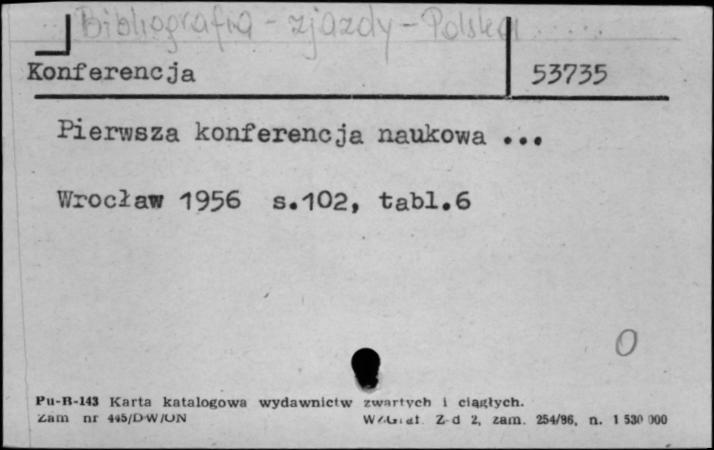 Bibliografia - zjazdy - Polska
Konferencja 53735
Pierwsza konferencja naukowa ...
Wrocław 1956 s.102, tabl.6
0
Pu-B-143 Karta katalogowa wydawnictw zwartych i ciągłych.
Zam nr 445/DW/UN Z-d 2, zam. 254/86, n. 1 530 000